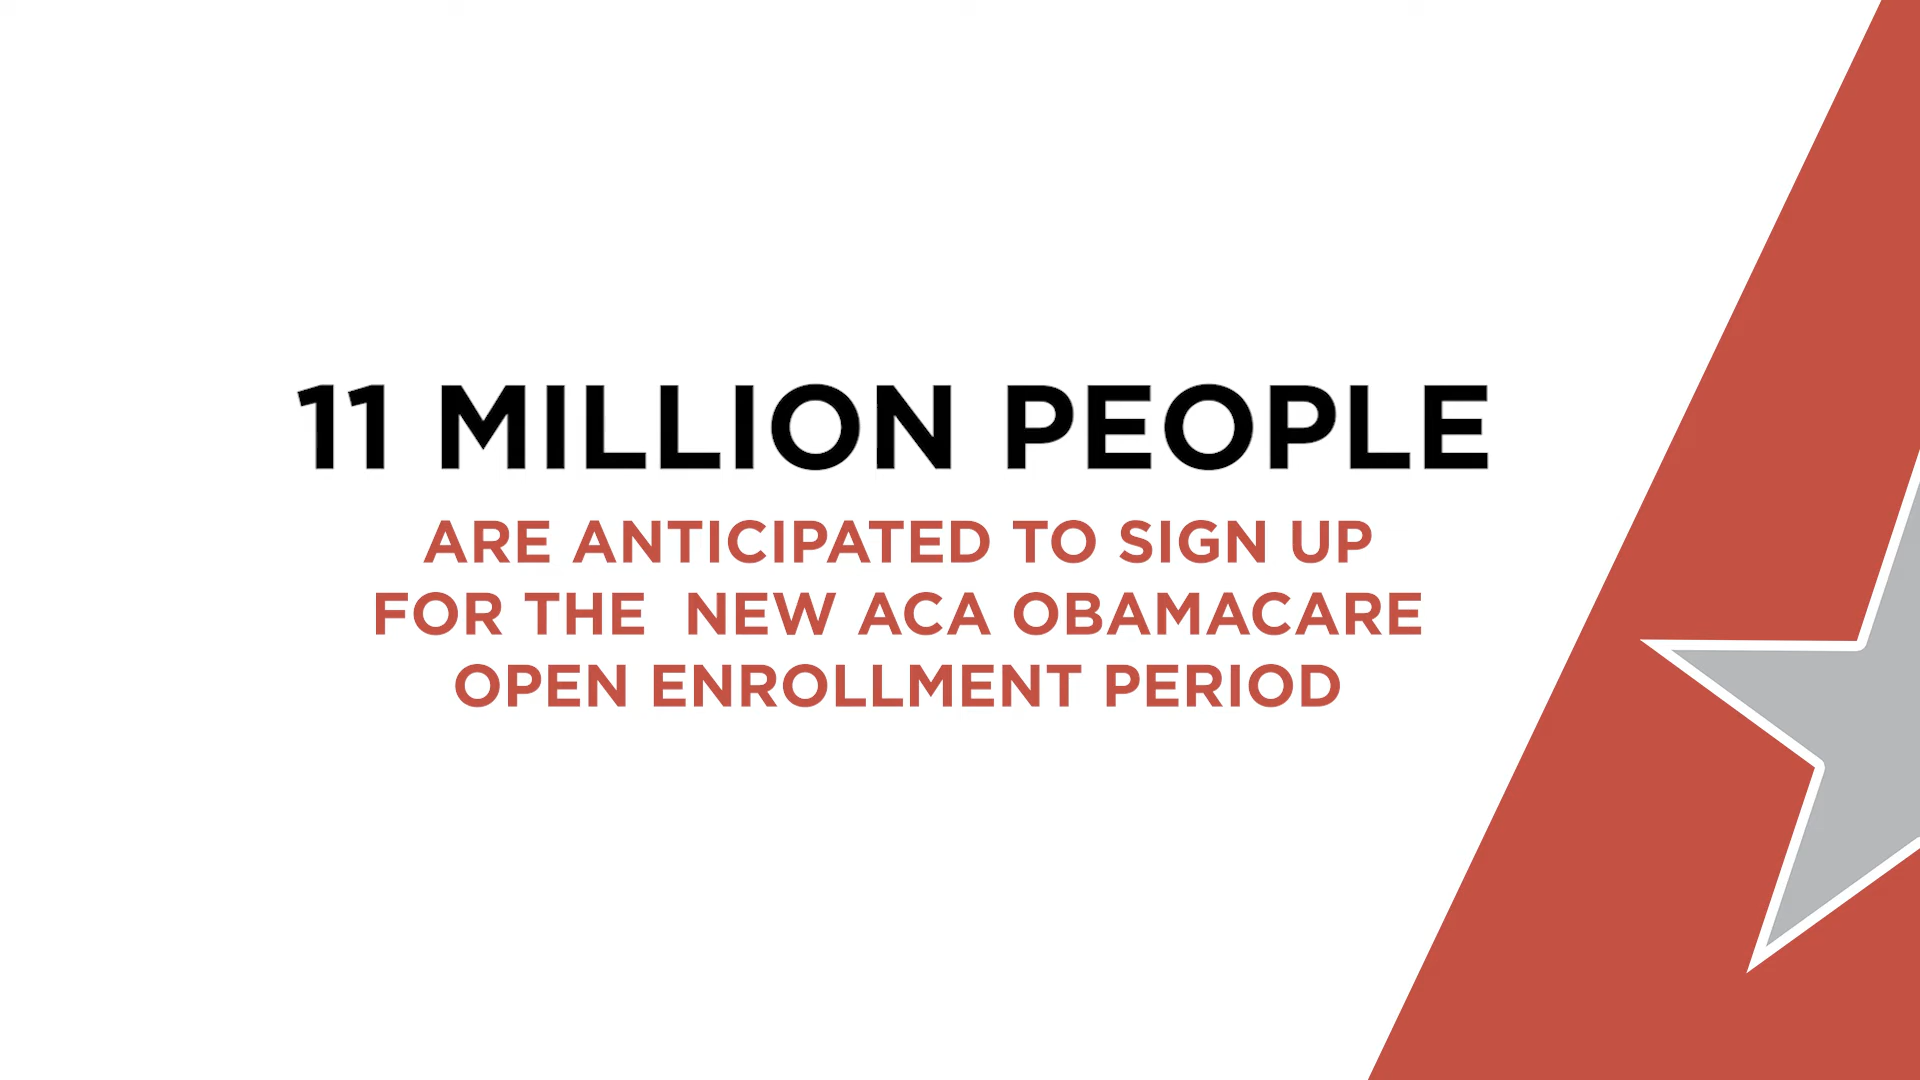 11 MILLION PEOPLE
ARE ANTICIPATED TO SIGN UP
FOR THE  NEW ACA OBAMACARE
OPEN ENROLLMENT PERIOD